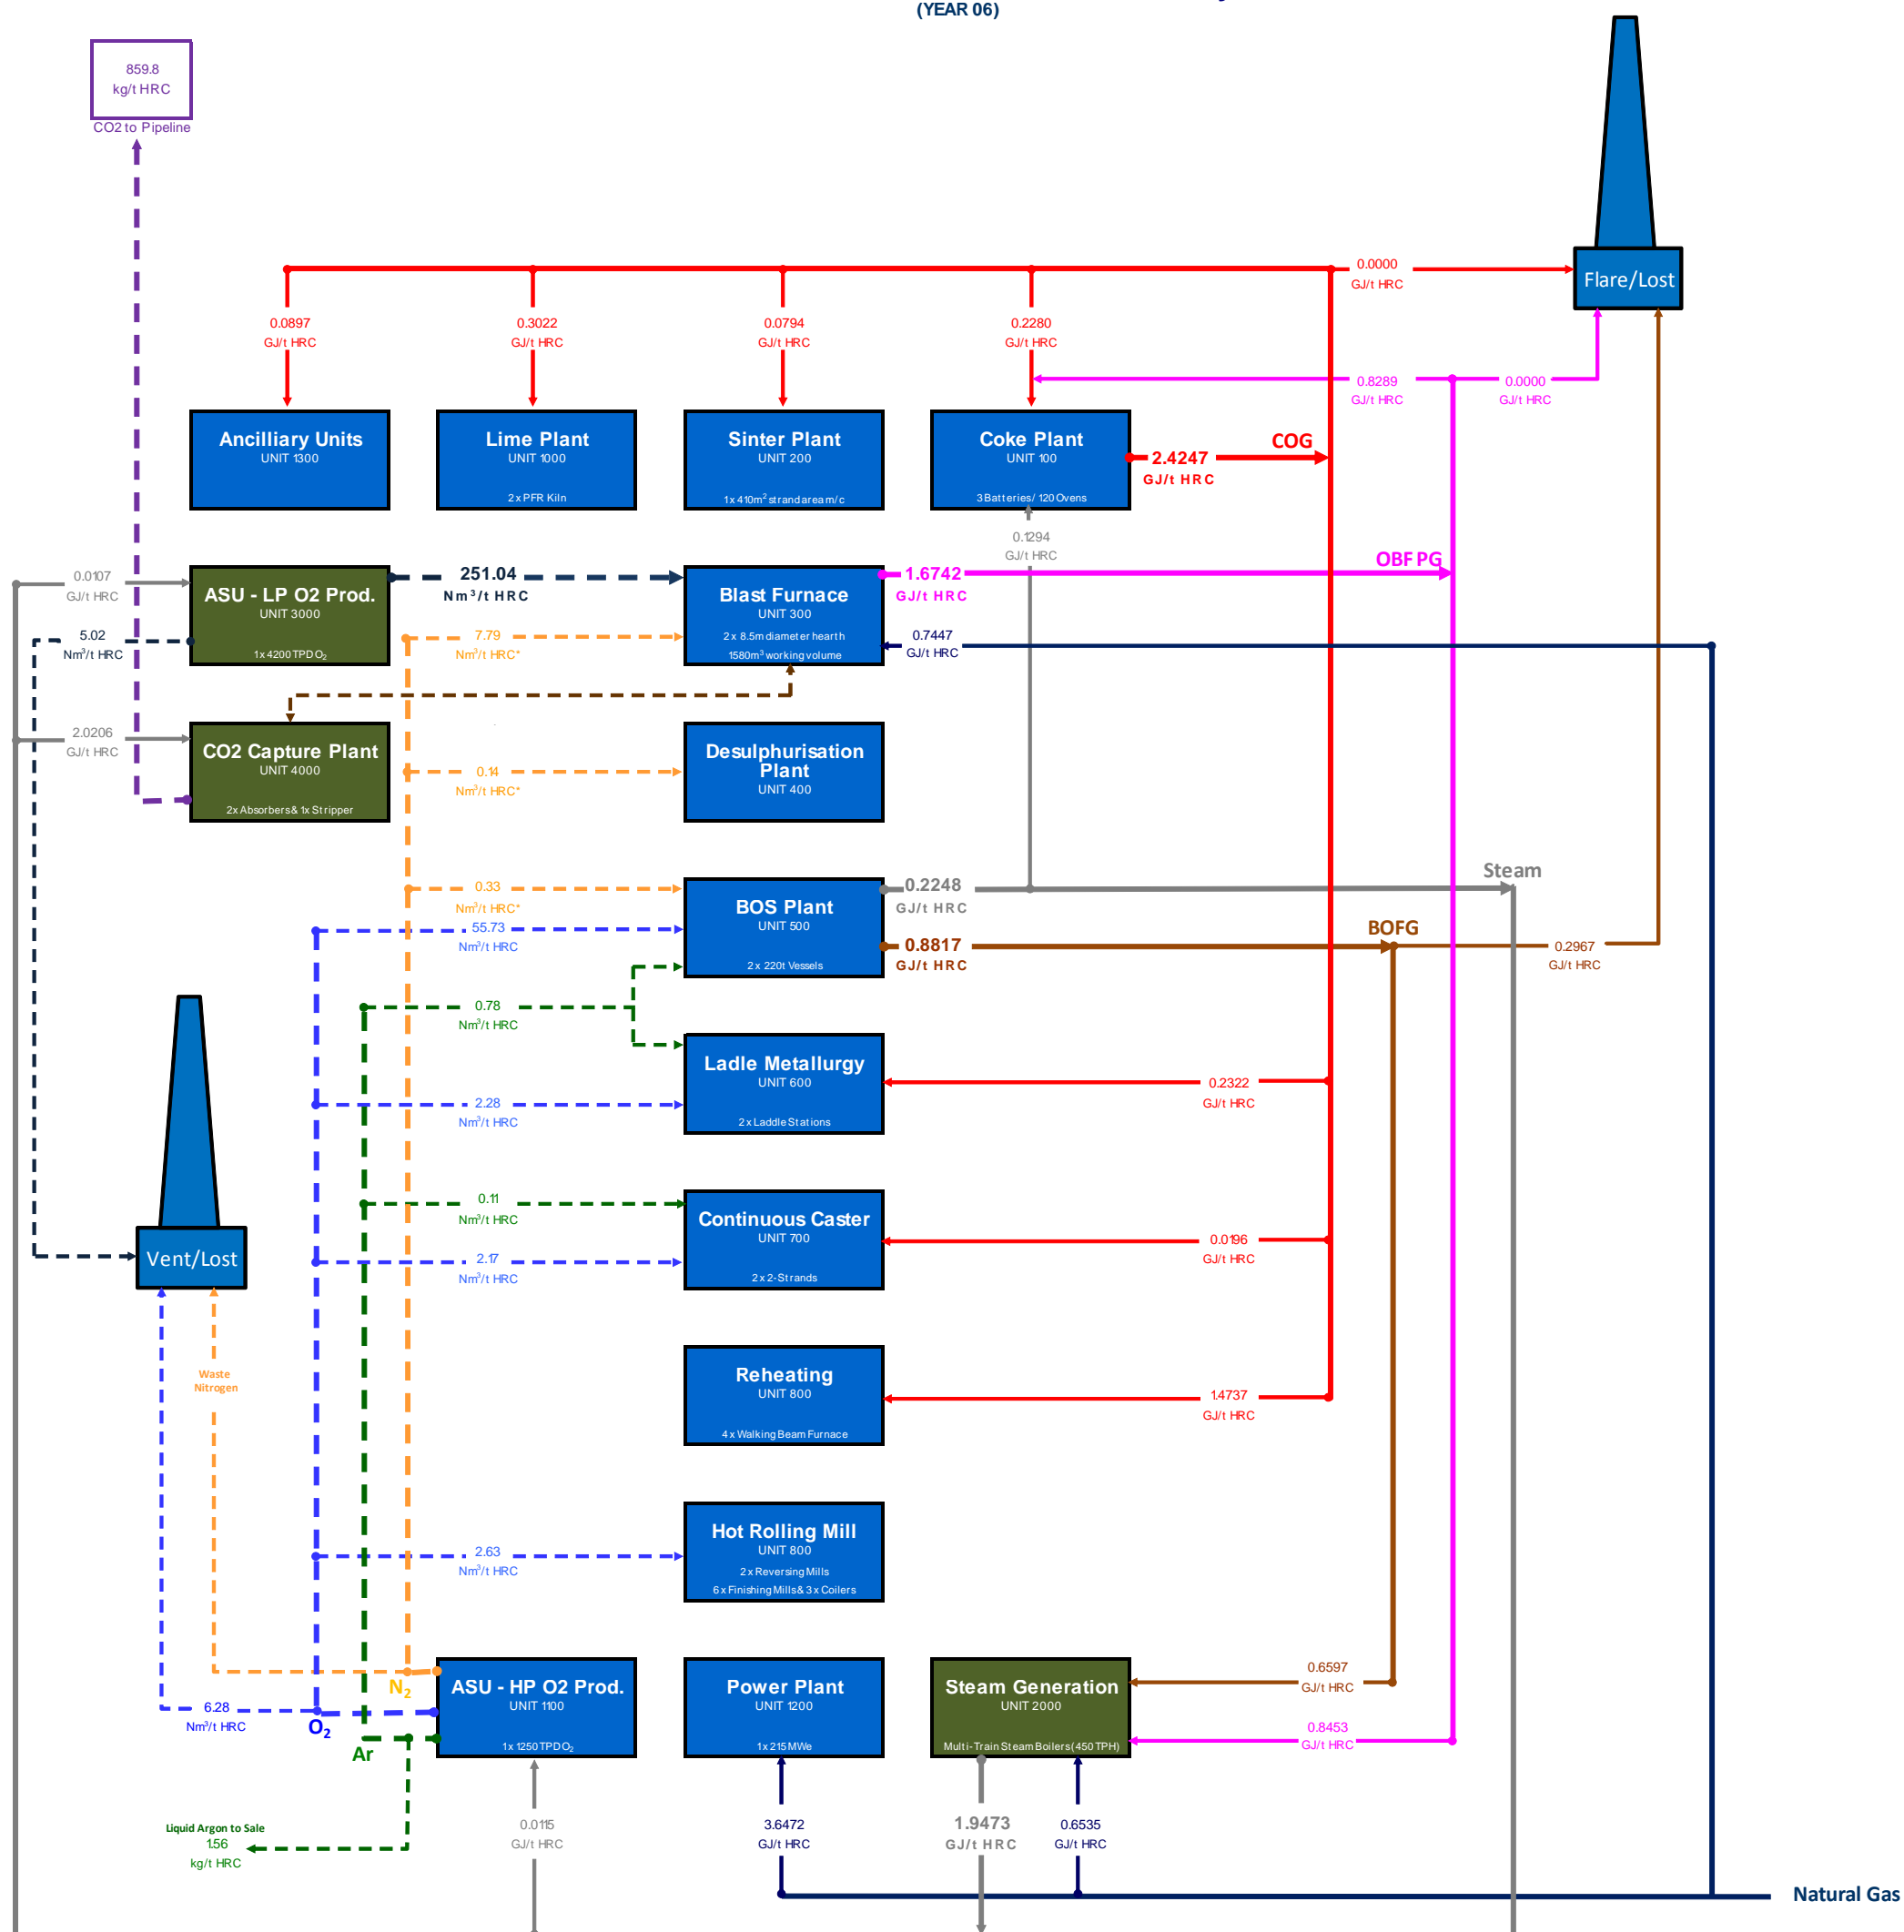 (YEAR 06)
859.8
kg/t HRC
CO2 to Pipeline
0.0000
GJ/t HRC
Flare/Lost
0.0897
GJ/t HRC
0.3022
GJ/t HRC
0.0794
GJ/t HRC
0.2280
GJ/t HRC
0.8289
GJ/t HRC
0.0000
GJ/t HRC
Ancilliary Units
UNIT 1300
Lime Plant
UNIT 1000
2 x PFR Kiln
Sinter Plant
UNIT 200
1 x 410m² strand area m/c
Coke Plant
UNIT 100
3 Batteries / 120 Ovens
COG
2.4247
GJ/t HRC
0.1294
GJ/t HRC
0.0107
GJ/t HRC
5.02
Nm³/t HRC
ASU - LP O2 Prod.
UNIT 3000
1 x 4200 TPD O₂
251.04
Nm³/t HRC
7.79
Nm³/t HRC*
Blast Furnace
UNIT 300
2 x 8.5m diameter hearth
1580m³ working volume
OBF PG
1.6742
GJ/t HRC
0.7447
GJ/t HRC
2.0206
GJ/t HRC
CO2 Capture Plant
UNIT 4000
2x Absorbers & 1x Stripper
0.14
Nm³/t HRC*
Desulphurisation
Plant
UNIT 400
0.33
Nm³/t HRC*
55.73
Nm³/t HRC
BOS Plant
UNIT 500
2 x 220t Vessels
0.2248
GJ/t HRC
Steam
0.8817
GJ/t HRC
BOFG
0.2967
GJ/t HRC
0.78
Nm³/t HRC
Ladle Metallurgy
UNIT 600
2 x Laddle Stations
0.2322
GJ/t HRC
2.28
Nm³/t HRC
0.11
Nm³/t HRC
Continuous Caster
UNIT 700
2 x 2-Strands
0.0196
GJ/t HRC
2.17
Nm³/t HRC
Vent/Lost
Waste
Nitrogen
Reheating
UNIT 800
4 x Walking Beam Furnace
1.4737
GJ/t HRC
2.63
Nm³/t HRC
Hot Rolling Mill
UNIT 800
2 x Reversing Mills
6 x Finishing Mills & 3 x Coilers
N₂
6.28
Nm³/t HRC
O₂
Ar
ASU - HP O2 Prod.
UNIT 1100
1 x 1250 TPD O₂
Power Plant
UNIT 1200
1 x 215 MWe
Steam Generation
UNIT 2000
Multi-Train Steam Boilers (450 TPH)
0.6597
GJ/t HRC
0.8453
GJ/t HRC
Liquid Argon to Sale
1.56
kg/t HRC
0.0115
GJ/t HRC
3.6472
GJ/t HRC
1.9473
GJ/t HRC
0.6535
GJ/t HRC
Natural Gas